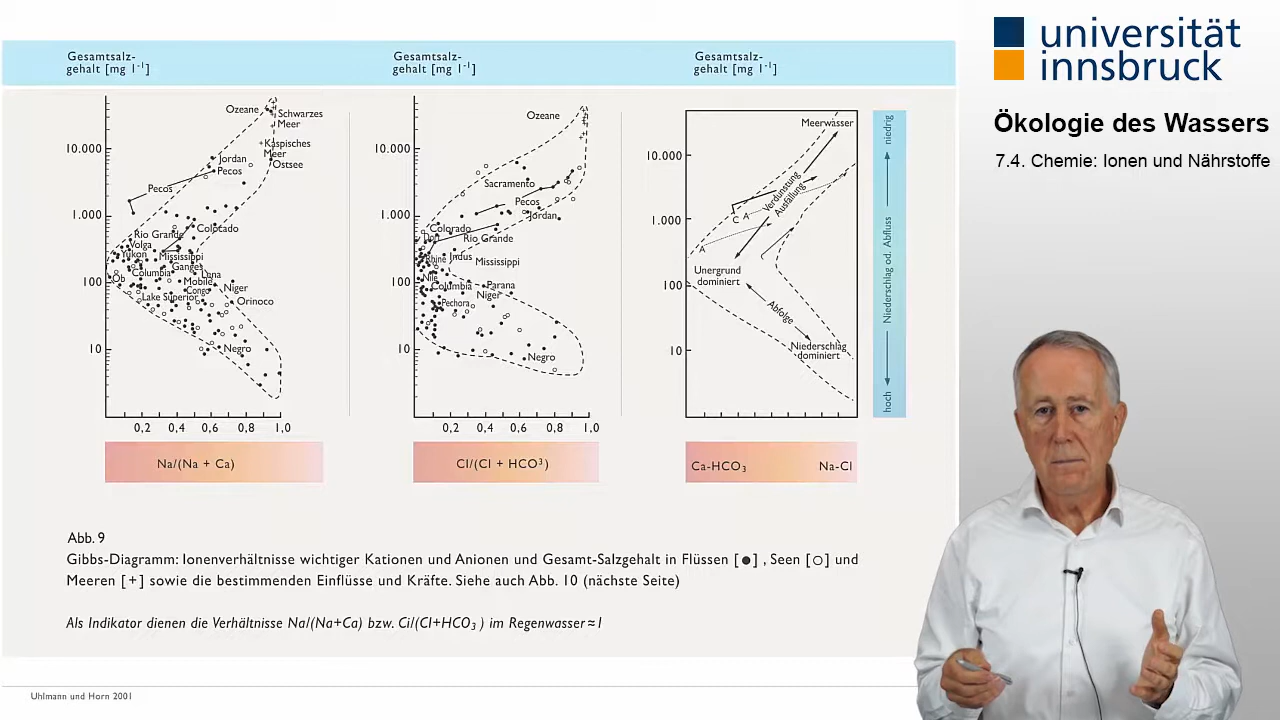 universität
innsbruck
Ökologie des Wassers
7.4. Chemie: Ionen und Nährstoffe
Gesamtsalz-
gehalt [mg l⁻¹]
Ozeane
Schwarzes
Meer
10.000
Kaspisches
Meer
Jordan
Ostsee
Pecos
Pecos
1.000
Rio Grande
Colorado
Volga
Yukon
Mississippi
Ganges
Ob
Columbia
Dana
100
Mobile
Niger
Congo
Lake Superior
Orinoco
10
Negro
0,2 0,4 0,6 0,8 1,0
Na/(Na + Ca)
Gesamtsalz-
gehalt [mg l⁻¹]
Ozeane
10.000
Sacramento
Pecos
1.000
Jordan
Colorado
Rio Grande
Rhine
Indus
Mississippi
Nile
100
Columbia
Parana
Niger
Pechora
10
Negro
0,2 0,4 0,6 0,8 1,0
Cl/(Cl + HCO³)
Gesamtsalz-
gehalt [mg l⁻¹]
Meerwasser
10.000
Verdunstung
Ausfällung
1.000
C A
A
Unergrund
dominiert
100
Abfolge
Niederschlag
dominiert
10
Ca-HCO₃ Na-Cl
hoch Niederschlag od. Abfluss niedrig
Abb. 9
Gibbs-Diagramm: Ionenverhältnisse wichtiger Kationen und Anionen und Gesamt-Salzgehalt in Flüssen [●] , Seen [○] und
Meeren [+] sowie die bestimmenden Einflüsse und Kräfte. Siehe auch Abb. 10 (nächste Seite)
Als Indikator dienen die Verhältnisse Na/(Na+Ca) bzw. Ci/(Cl+HCO₃ ) im Regenwasser ≈ 1
Uhlmann und Horn 2001